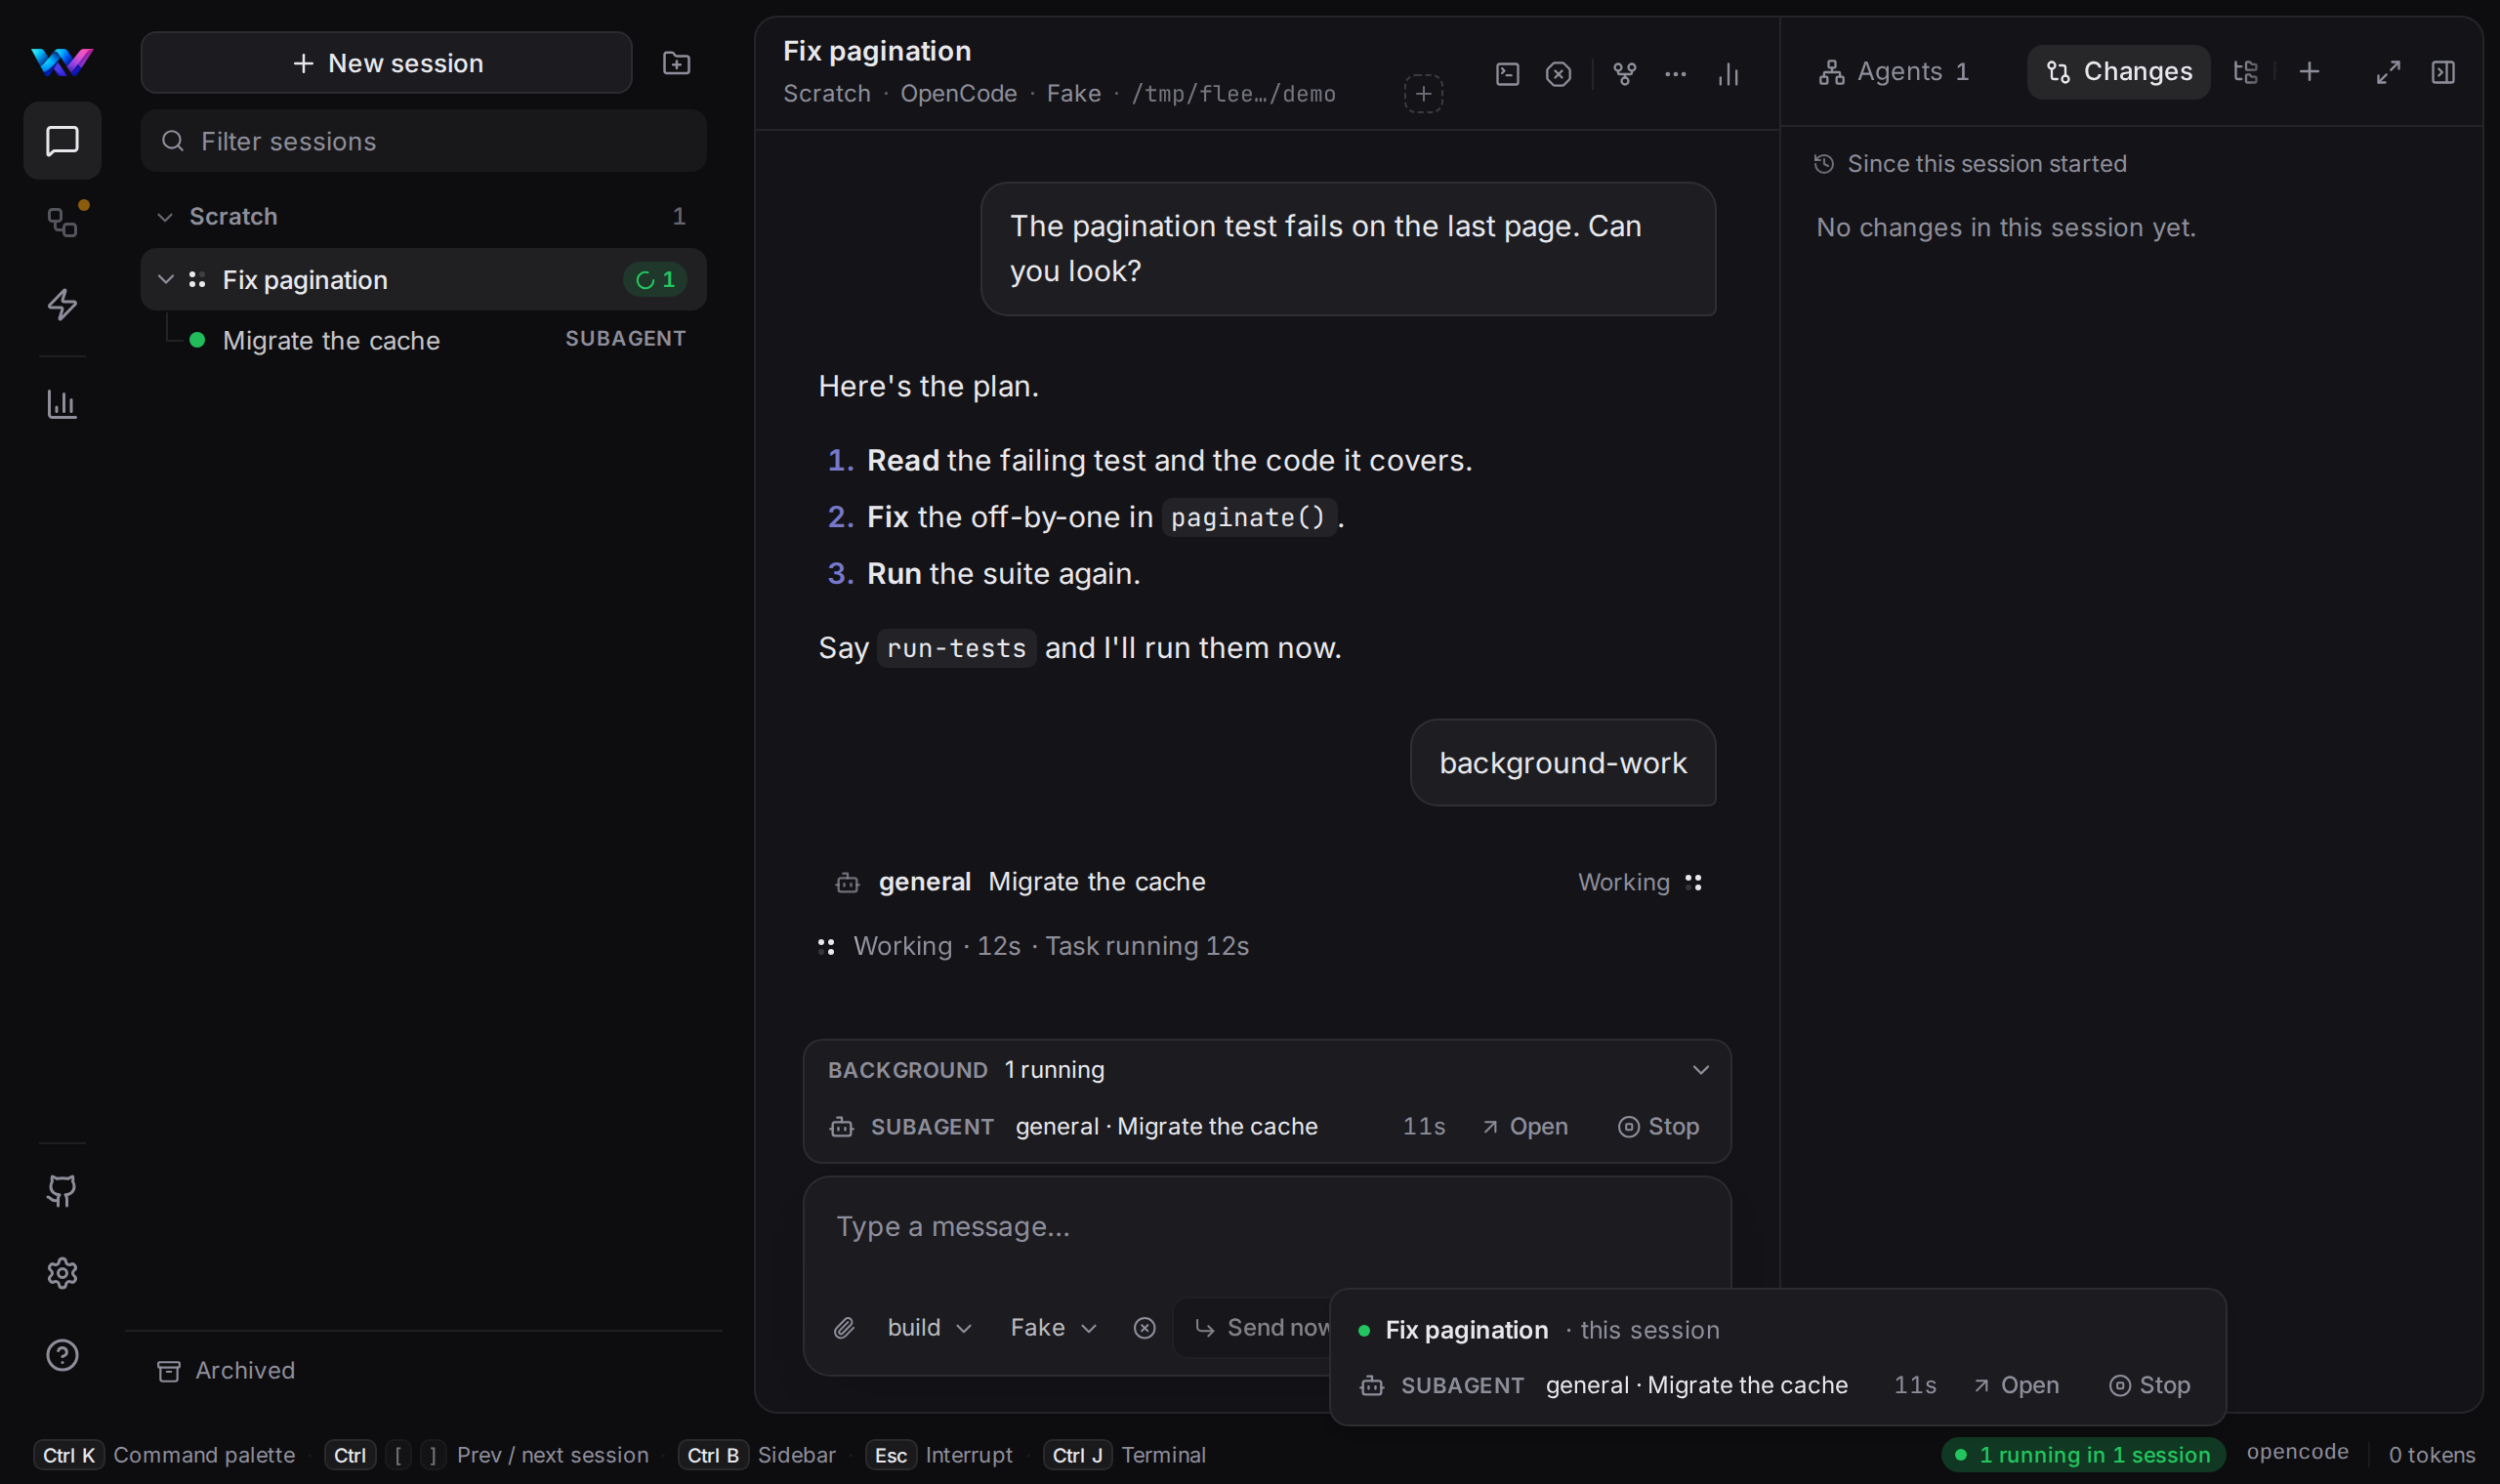 New session
Filter sessions
Scratch 1
Fix pagination 1
Migrate the cache SUBAGENT
Archived
Fix pagination
Scratch · OpenCode · Fake · /tmp/flee…/demo
The pagination test fails on the last page. Can
you look?
Here's the plan.
1. Read the failing test and the code it covers.
2. Fix the off-by-one in paginate().
3. Run the suite again.
Say run-tests and I'll run them now.
background-work
general Migrate the cache Working
Working · 12s · Task running 12s
BACKGROUND 1 running
SUBAGENT general · Migrate the cache 11s Open Stop
Type a message...
build Fake Send now
Agents 1 Changes
Since this session started
No changes in this session yet.
Fix pagination · this session
SUBAGENT general · Migrate the cache 11s Open Stop
Ctrl K Command palette · Ctrl [ ] Prev / next session · Ctrl B Sidebar · Esc Interrupt · Ctrl J Terminal
1 running in 1 session opencode 0 tokens